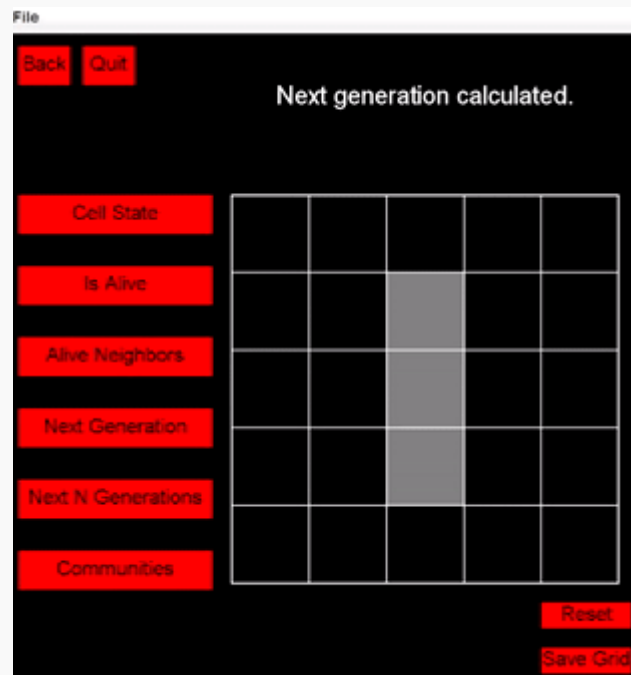 File
Back Quit
Next generation calculated.
Cell State
Is Alive
Alive Neighbors
Next Generation
Next N Generations
Communities
Reset
Save Grid